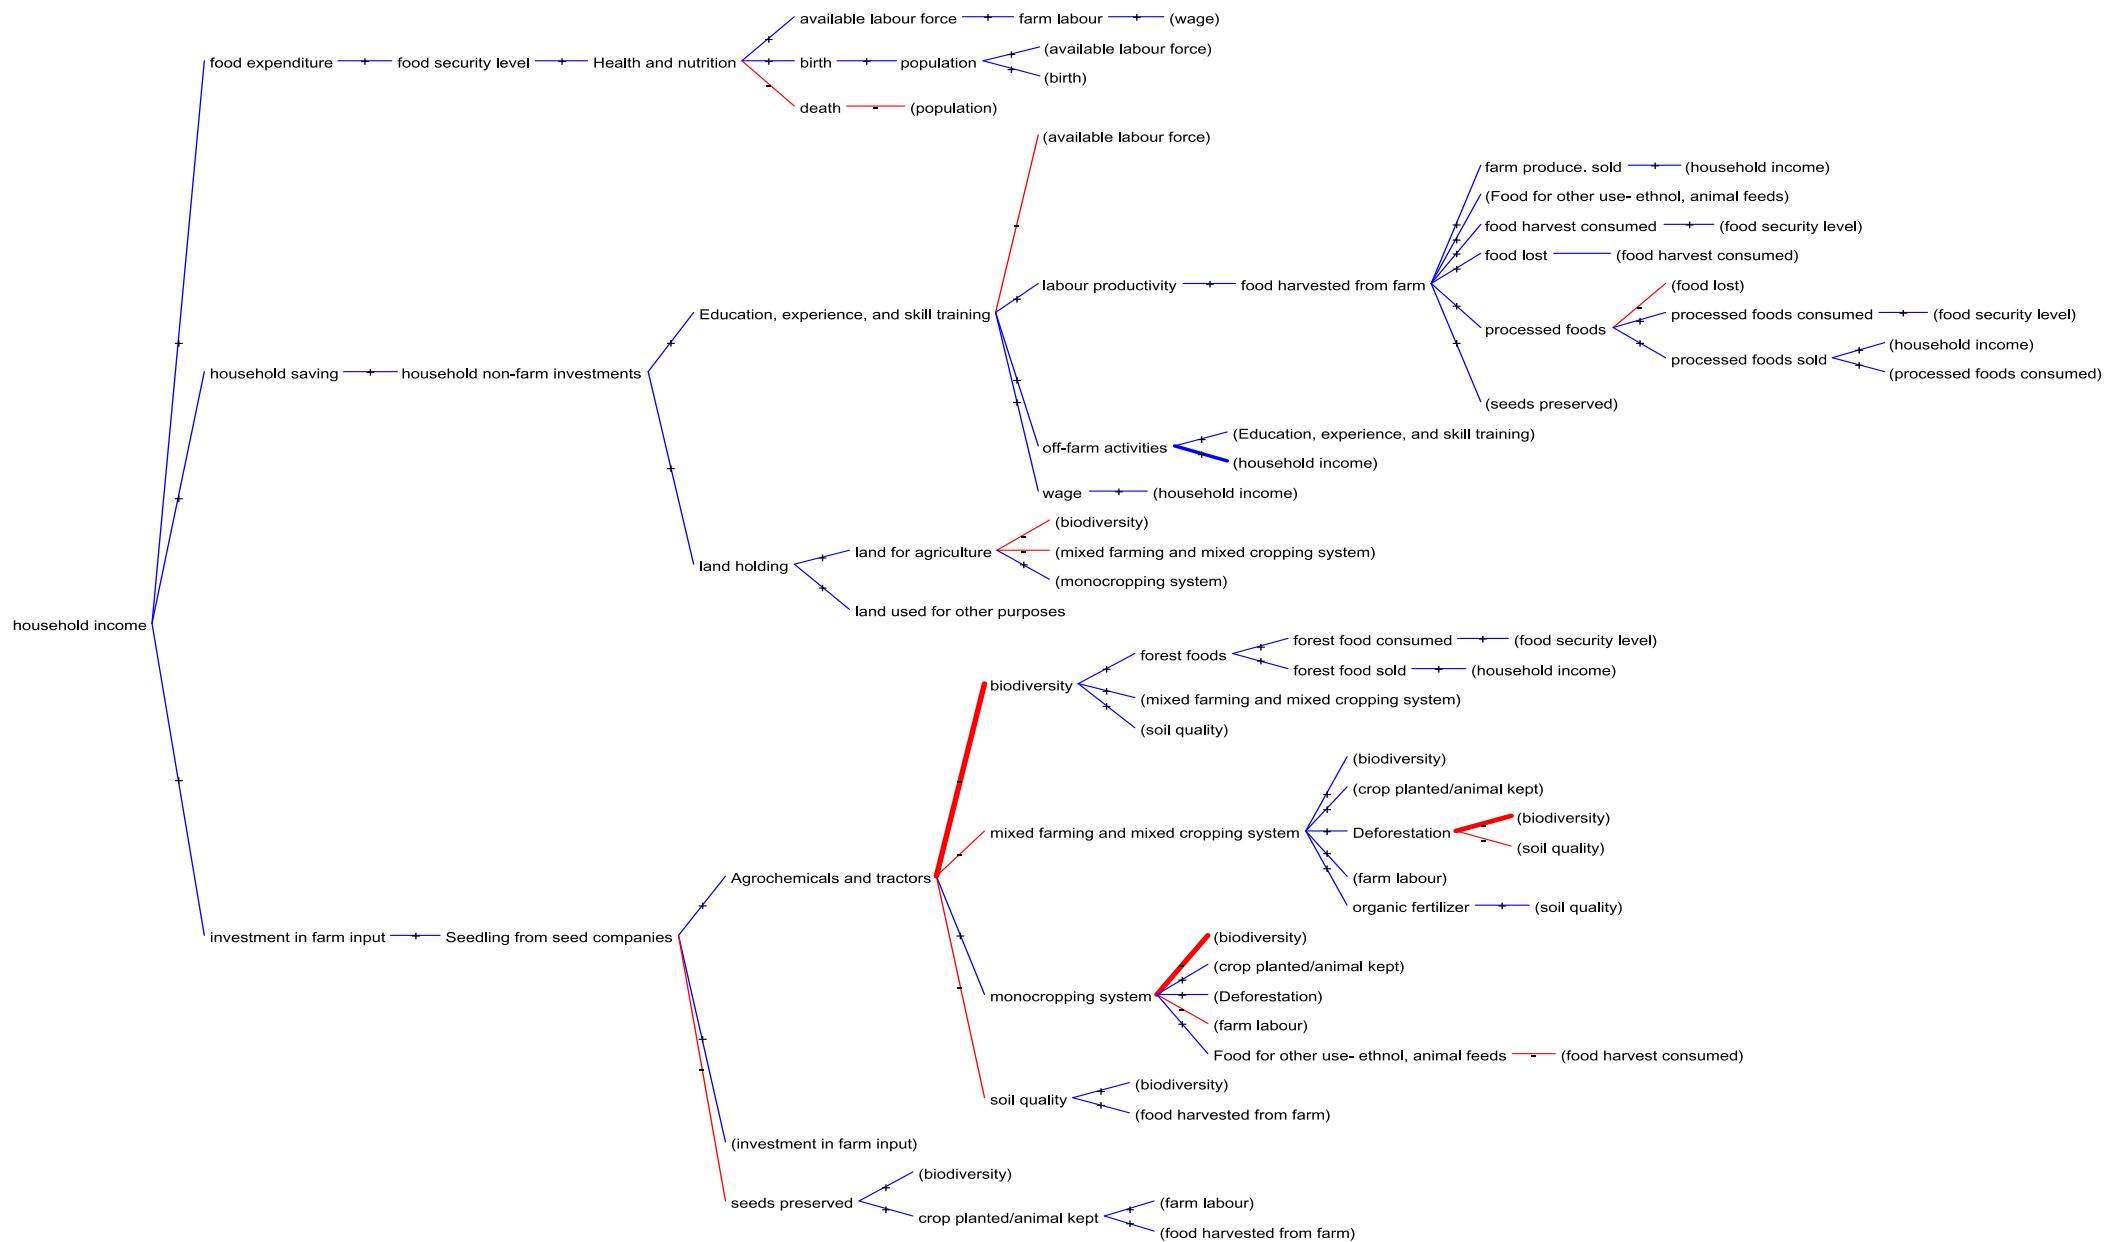 available labour force + farm labour + (wage)
food expenditure + food security level + Health and nutrition
+ birth + population
+ (available labour force)
+ (birth)
- death - (population)
(available labour force)
-
farm produce. sold + (household income)
(Food for other use- ethnol, animal feeds)
food harvest consumed + (food security level)
food lost (food harvest consumed)
labour productivity + food harvested from farm
(food lost)
processed foods
processed foods consumed + (food security level)
processed foods sold
(household income)
(processed foods consumed)
(seeds preserved)
Education, experience, and skill training
household saving + household non-farm investments
off-farm activities
(Education, experience, and skill training)
(household income)
wage + (household income)
land holding
land for agriculture
(biodiversity)
(mixed farming and mixed cropping system)
(monocropping system)
land used for other purposes
household income
biodiversity
forest foods
forest food consumed + (food security level)
forest food sold + (household income)
(mixed farming and mixed cropping system)
(soil quality)
Agrochemicals and tractors
mixed farming and mixed cropping system
(biodiversity)
(crop planted/animal kept)
Deforestation
(biodiversity)
(soil quality)
(farm labour)
organic fertilizer + (soil quality)
investment in farm input + Seedling from seed companies
monocropping system
(biodiversity)
(crop planted/animal kept)
(Deforestation)
(farm labour)
Food for other use- ethnol, animal feeds - (food harvest consumed)
soil quality
(biodiversity)
(food harvested from farm)
(investment in farm input)
seeds preserved
(biodiversity)
crop planted/animal kept
(farm labour)
(food harvested from farm)